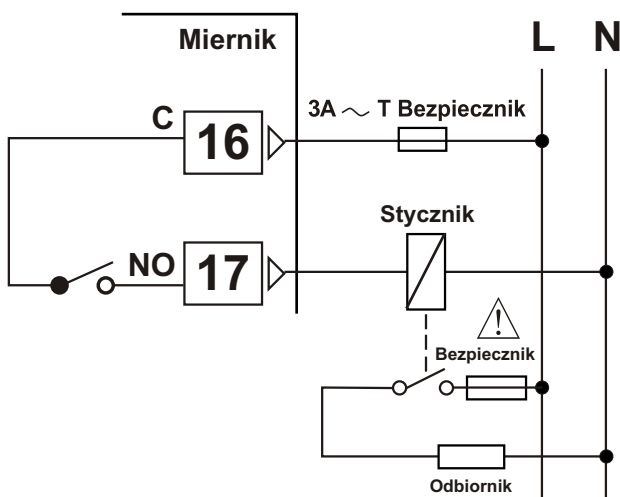 Miernik
L N
3A ~ T Bezpiecznik
C
16
Stycznik
NO
17
Bezpiecznik
Odbiornik